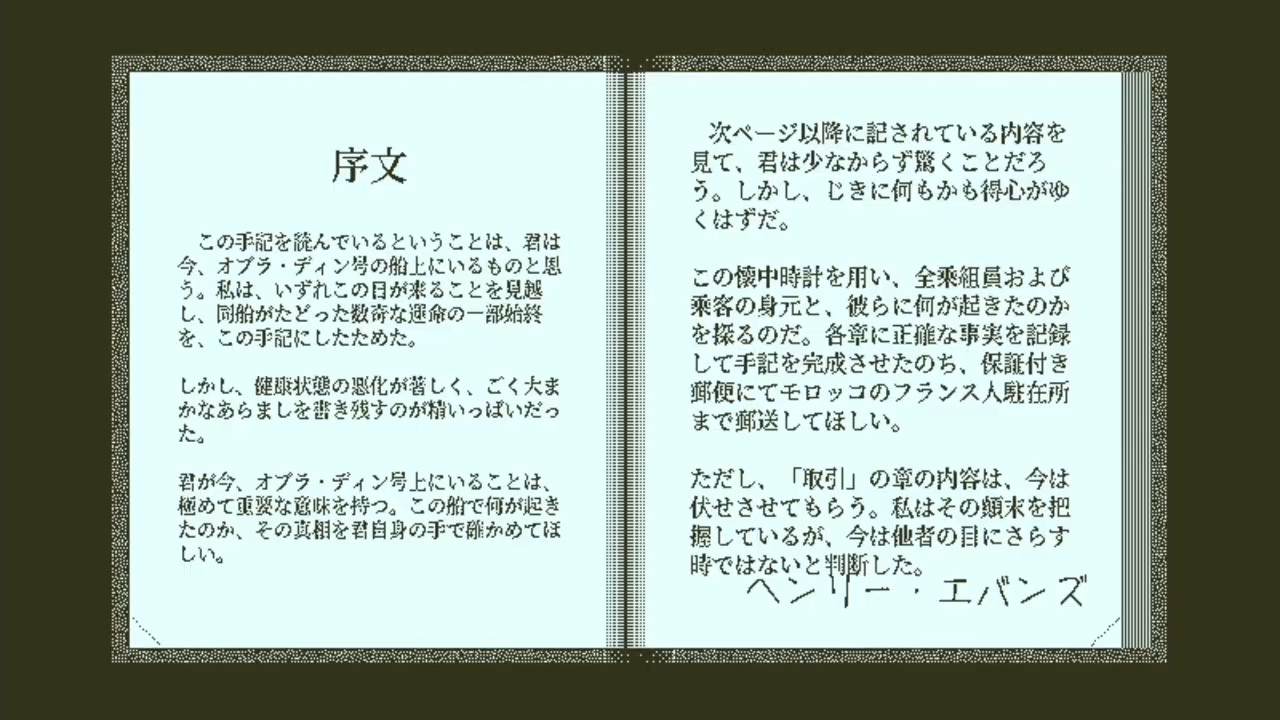 序文
この手記を読んでいるということは、君は
今、オブラ・ディン号の船上にいるものと思
う。私は、いずれこの日が来ることを見越
し、同船がたどった数奇な運命の一部始終
を、この手記にしたためた。
しかし、健康状態の悪化が著しく、ごく大ま
かなあらましを書き残すのが精いっぱいだっ
た。
君が今、オブラ・ディン号上にいることは、
極めて重要な意味を持つ。この船で何が起き
たのか、その真相を君自身の手で確かめてほ
しい。
次ページ以降に記されている内容を
見て、君は少なからず驚くことだろ
う。しかし、じきに何もかも得心がゆ
くはずだ。
この懐中時計を用い、全乗組員および
乗客の身元と、彼らに何が起きたのか
を探るのだ。各章に正確な事実を記録
して手記を完成させたのち、保証付き
郵便にてモロッコのフランス人駐在所
まで郵送してほしい。
ただし、「取引」の章の内容は、今は
伏せさせてもらう。私はその顛末を把
握しているが、今は他者の目にさらす
時ではないと判断した。
ヘンリー・エバンズ